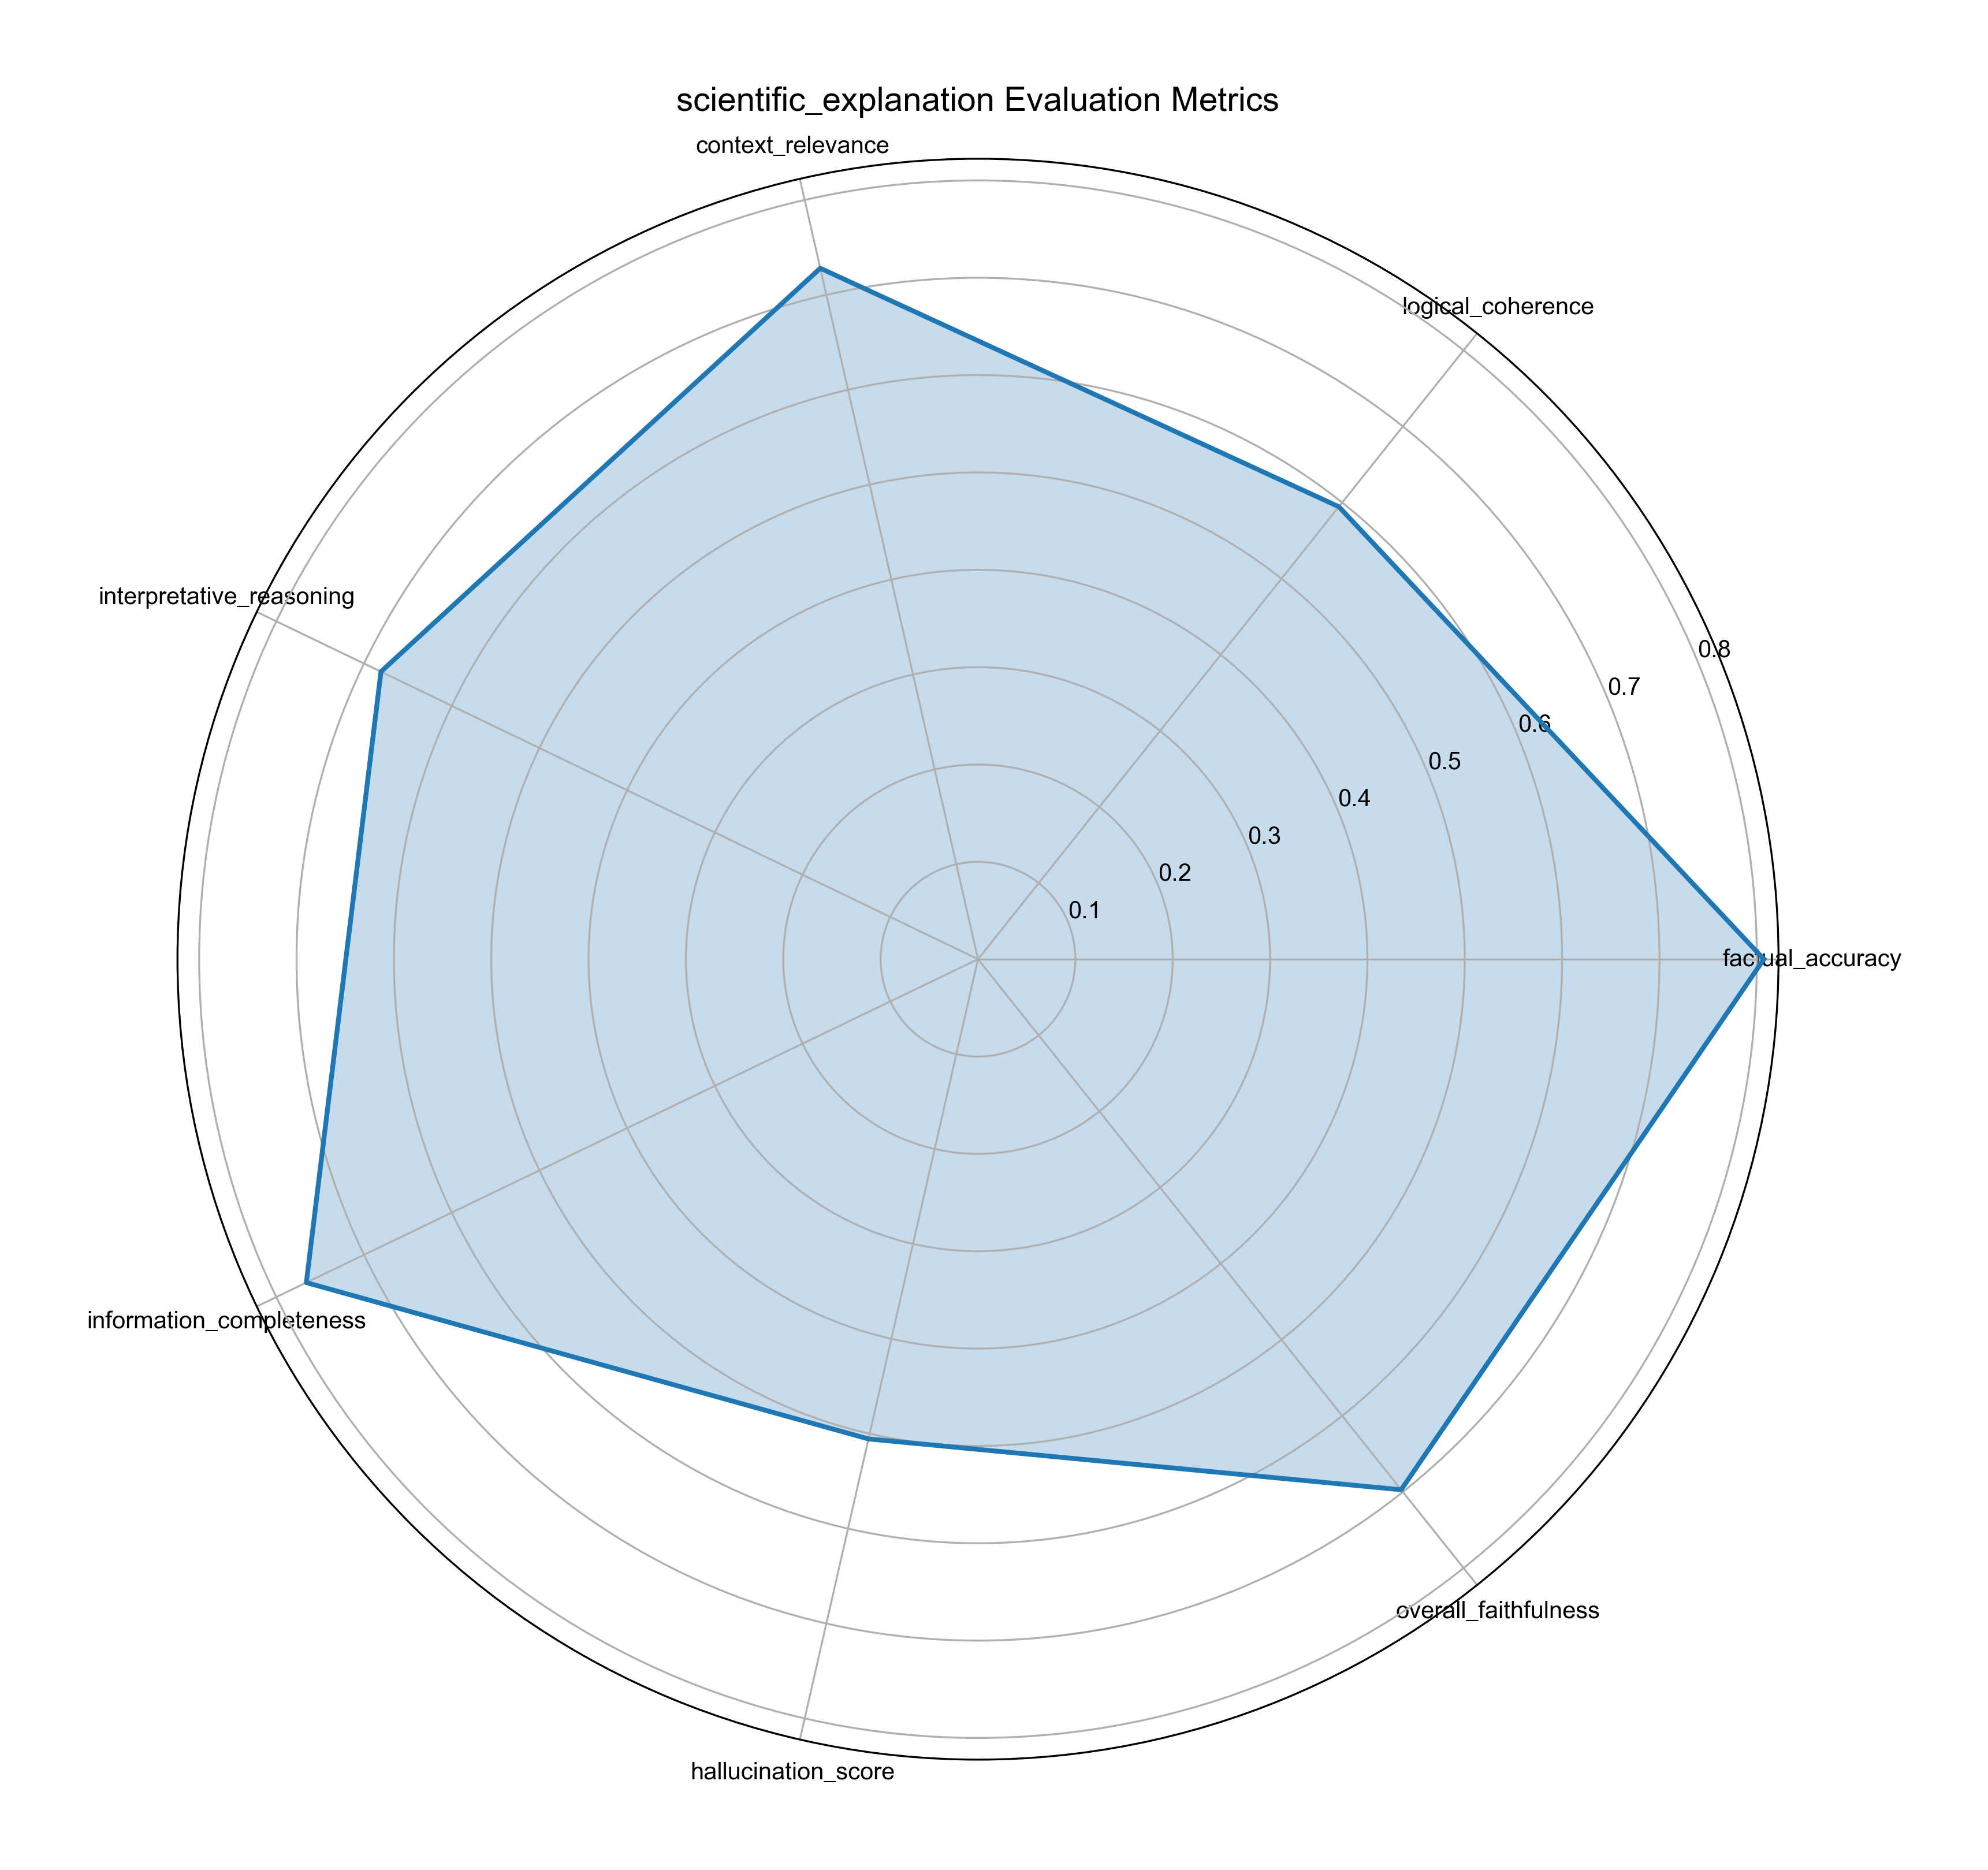 scientific_explanation Evaluation Metrics
context_relevance
logical_coherence
interpretative_reasoning
0.8
0.7
0.6
0.5
0.4
0.3
0.2
0.1
factual_accuracy
information_completeness
overall_faithfulness
hallucination_score